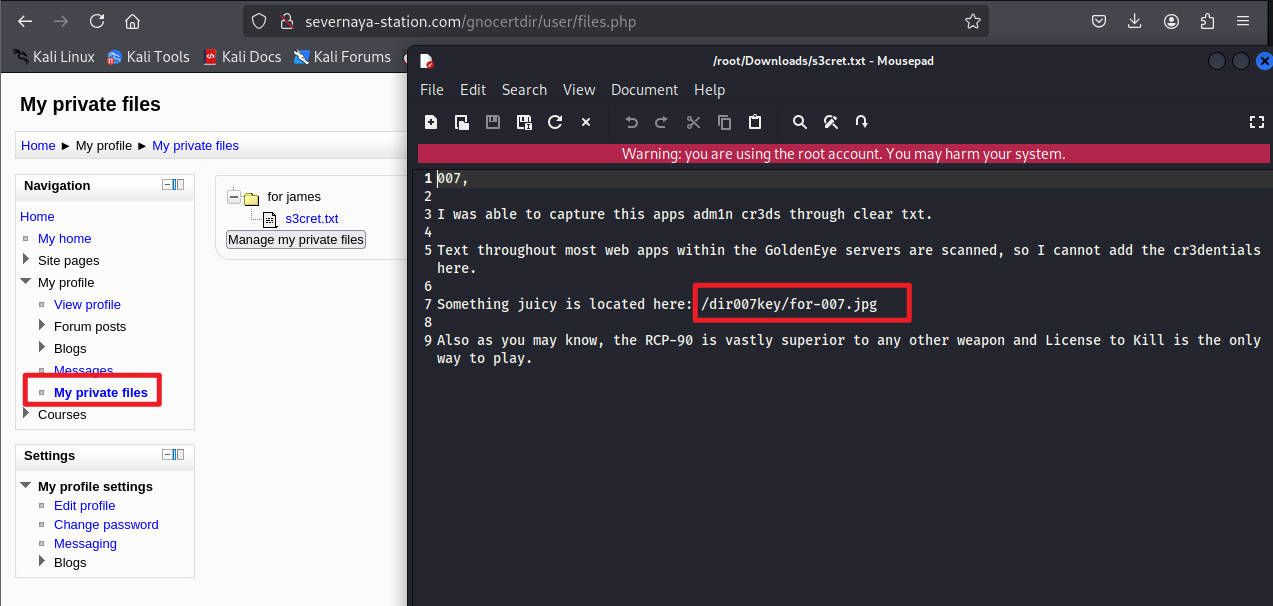 severnaya-station.com/gnocertdir/user/files.php
Kali Linux
Kali Tools
Kali Docs
Kali Forums
My private files
Home ► My profile ► My private files
Navigation
Home
My home
Site pages
My profile
View profile
Forum posts
Blogs
Messages
My private files
Courses
Settings
My profile settings
Edit profile
Change password
Messaging
Blogs
for james
s3cret.txt
Manage my private files
/root/Downloads/s3cret.txt - Mousepad
File Edit Search View Document Help
Warning: you are using the root account. You may harm your system.
1 007,
2
3 I was able to capture this apps adm1n cr3ds through clear txt.
4
5 Text throughout most web apps within the GoldenEye servers are scanned, so I cannot add the cr3dentials
here.
6
7 Something juicy is located here: /dir007key/for-007.jpg
8
9 Also as you may know, the RCP-90 is vastly superior to any other weapon and License to Kill is the only
way to play.